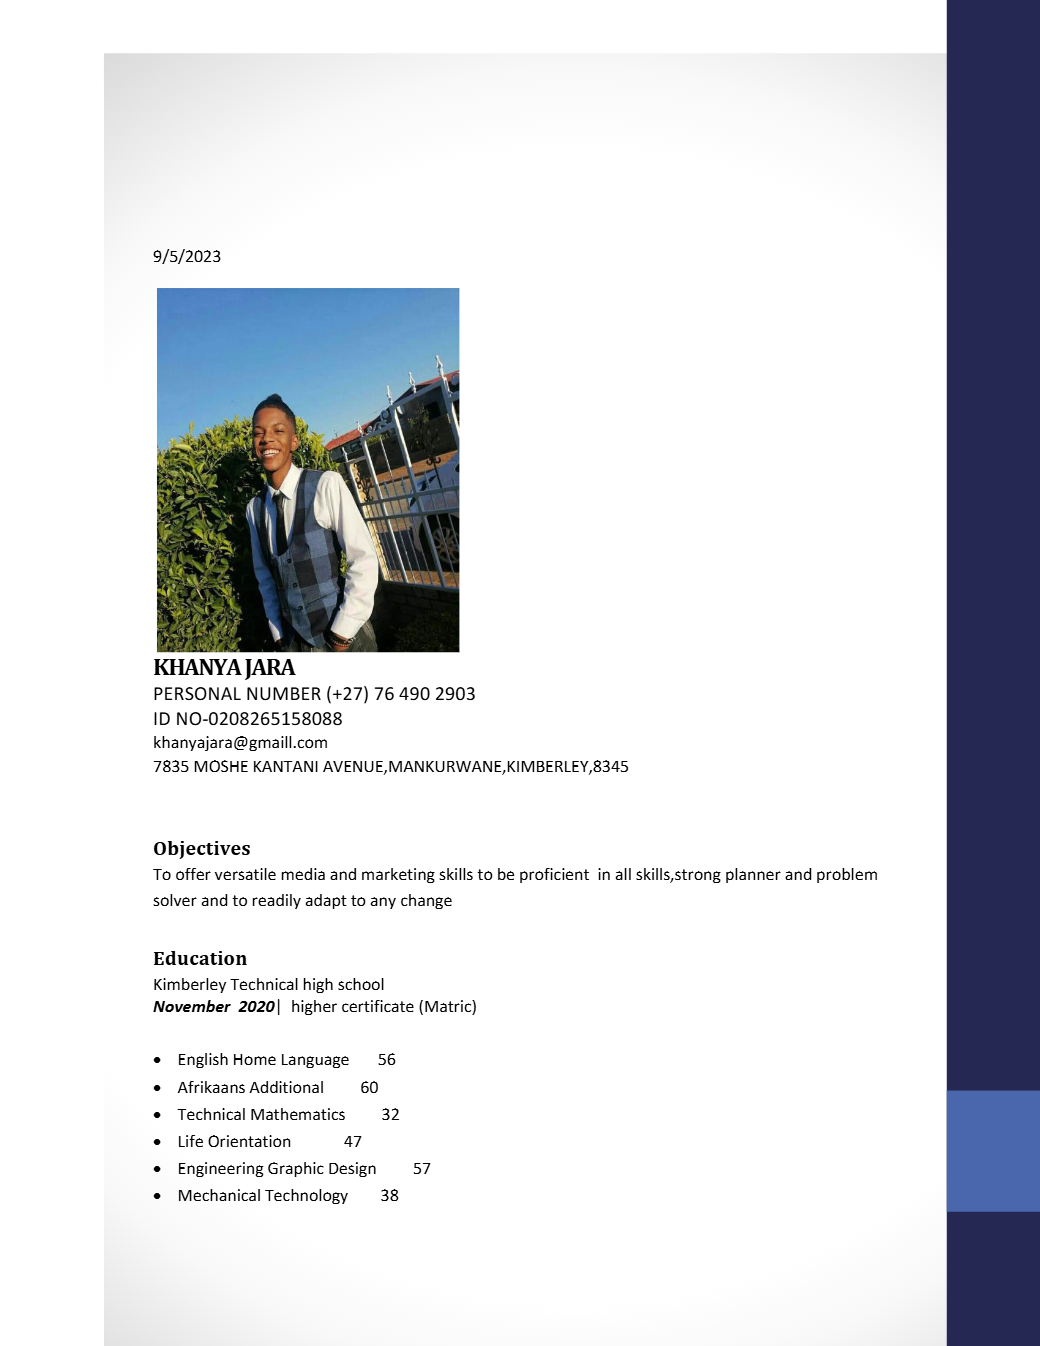 9/5/2023
KHANYA JARA
PERSONAL NUMBER (+27) 76 490 2903
ID NO-0208265158088
khanyajara@gmaill.com
7835 MOSHE KANTANI AVENUE,MANKURWANE,KIMBERLEY,8345
Objectives
To offer versatile media and marketing skills to be proficient  in all skills,strong planner and problem
solver and to readily adapt to any change
Education
Kimberley Technical high school
November  2020|  higher certificate (Matric)
• English Home Language 56
• Afrikaans Additional 60
• Technical Mathematics 32
• Life Orientation 47
• Engineering Graphic Design 57
• Mechanical Technology 38